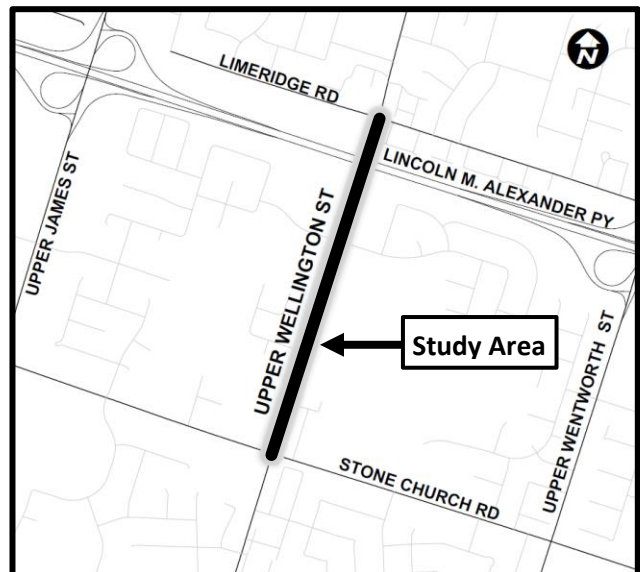 N
LIMERIDGE RD
LINCOLN M. ALEXANDER PY
UPPER JAMES ST
UPPER WELLINGTON ST
Study Area
UPPER WENTWORTH ST
STONE CHURCH RD